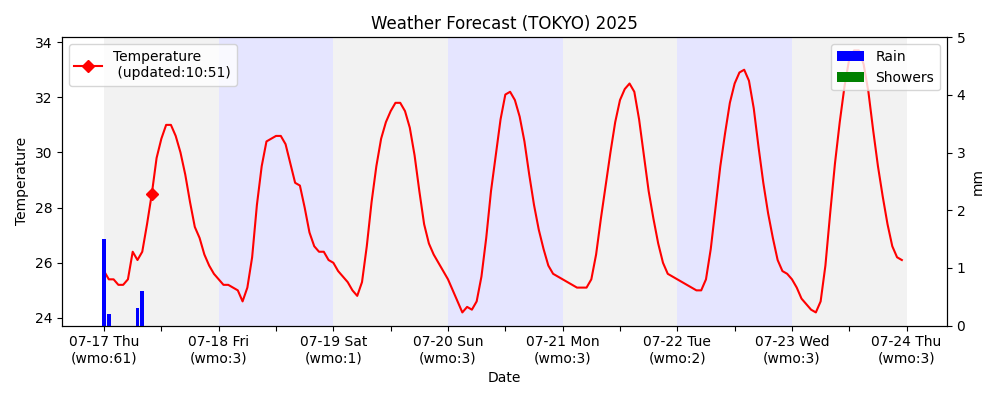 Weather Forecast (TOKYO) 2025
Temperature
(updated:10:51)
Rain
Showers
34
32
30
28
26
24
Temperature
5
4
3
2
1
0
mm
07-17 Thu
(wmo:61)
07-18 Fri
(wmo:3)
07-19 Sat
(wmo:1)
07-20 Sun
(wmo:3)
07-21 Mon
(wmo:3)
07-22 Tue
(wmo:2)
07-23 Wed
(wmo:3)
07-24 Thu
(wmo:3)
Date